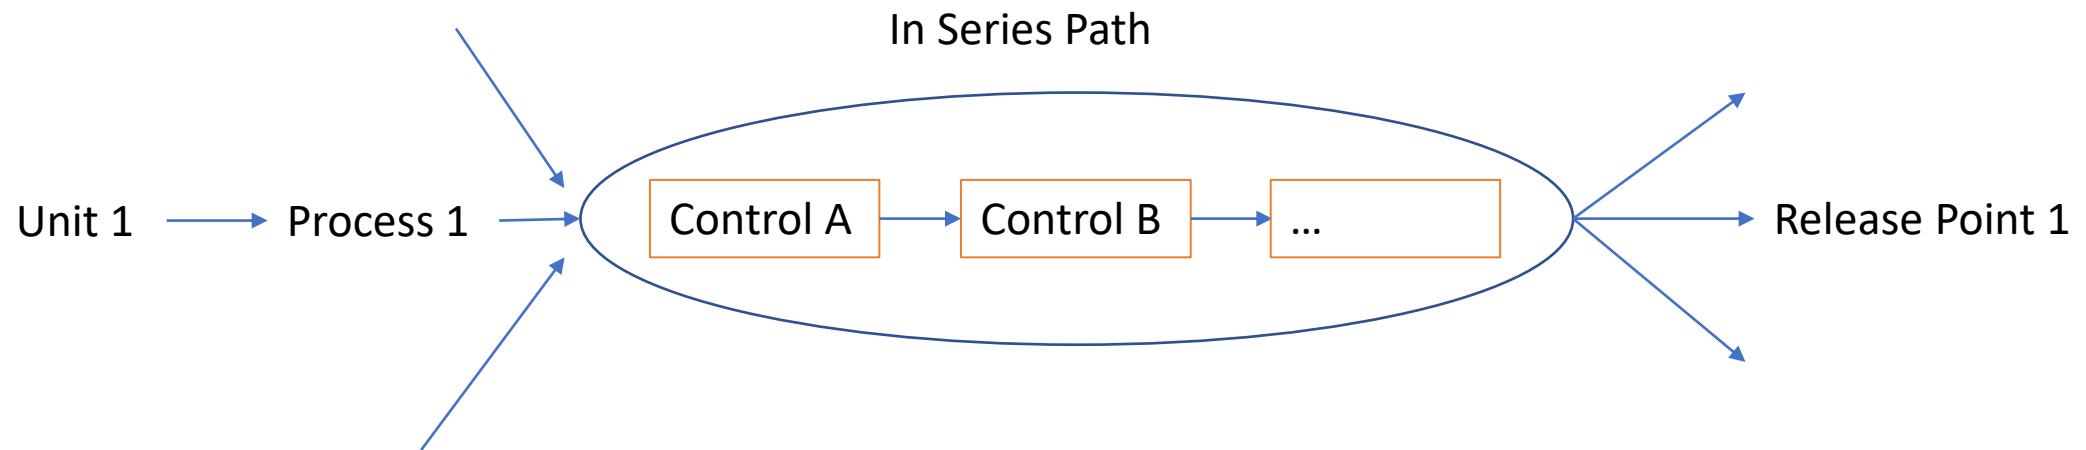 In Series Path
Unit 1
Process 1
Control A
Control B
...
Release Point 1